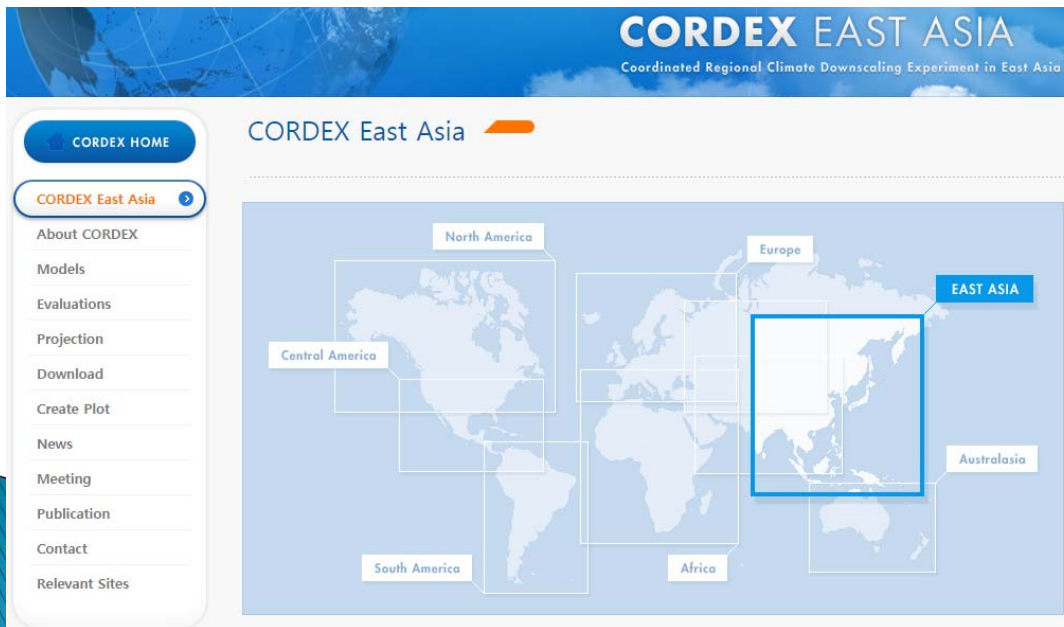 CORDEX EAST ASIA
Coordinated Regional Climate Downscaling Experiment in East Asia
CORDEX HOME
CORDEX East Asia
About CORDEX
Models
Evaluations
Projection
Download
Create Plot
News
Meeting
Publication
Contact
Relevant Sites
CORDEX East Asia
North America
Europe
EAST ASIA
Central America
Australasia
South America
Africa